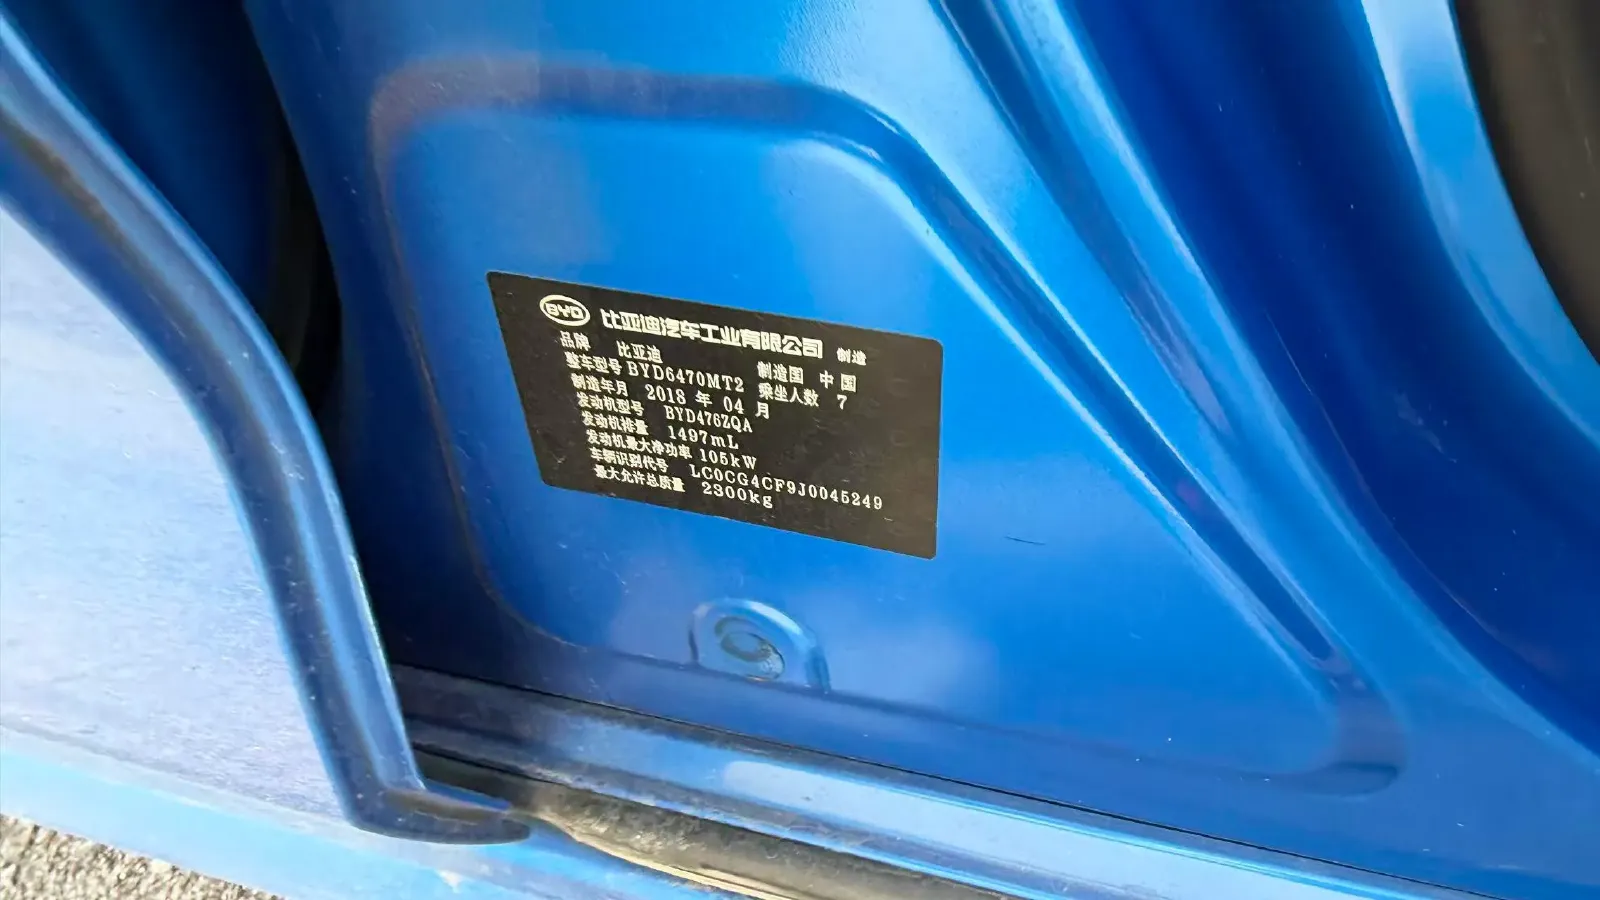 BYD 比亚迪汽车工业有限公司 制造
品牌 比亚迪 制造国 中国
整车型号 BYD6470MT2 乘坐人数 7
制造年月 2018 年 04 月
发动机型号 BYD476ZQA
发动机排量 1497mL
发动机最大净功率 105kW
车辆识别代号 LC0CG4CF9J0045249
最大允许总质量 2300kg